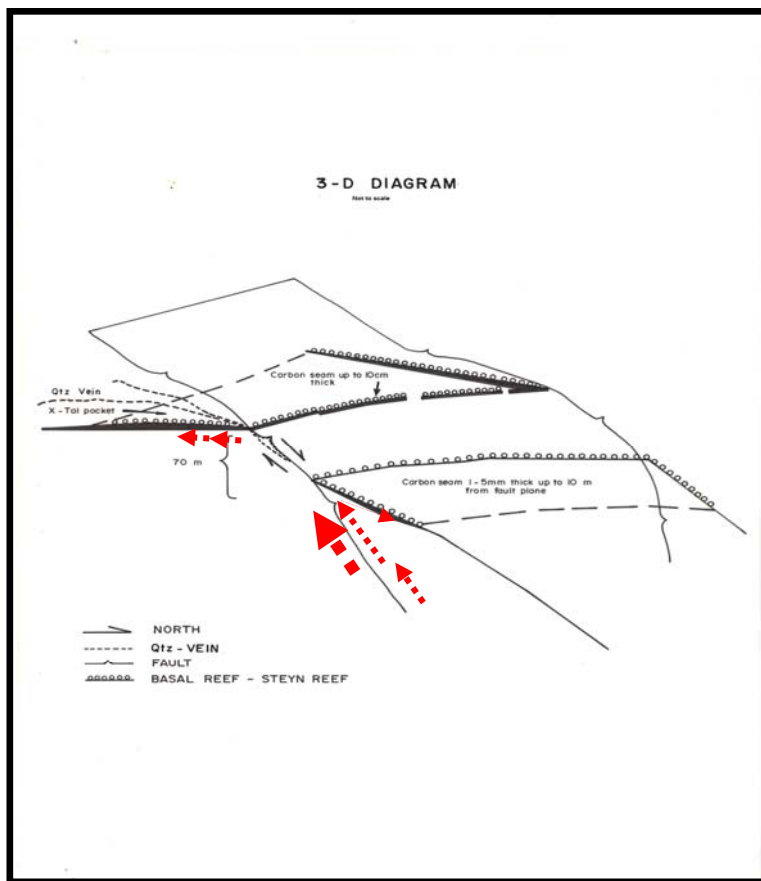 3-D DIAGRAM
Not to scale
Carbon seam up to 10cm
thick
Qtz Vein
X-Tal pocket
70 m
Carbon seam 1-5mm thick up to 10 m
from fault plane
NORTH
Qtz - VEIN
FAULT
BASAL REEF - STEYN REEF